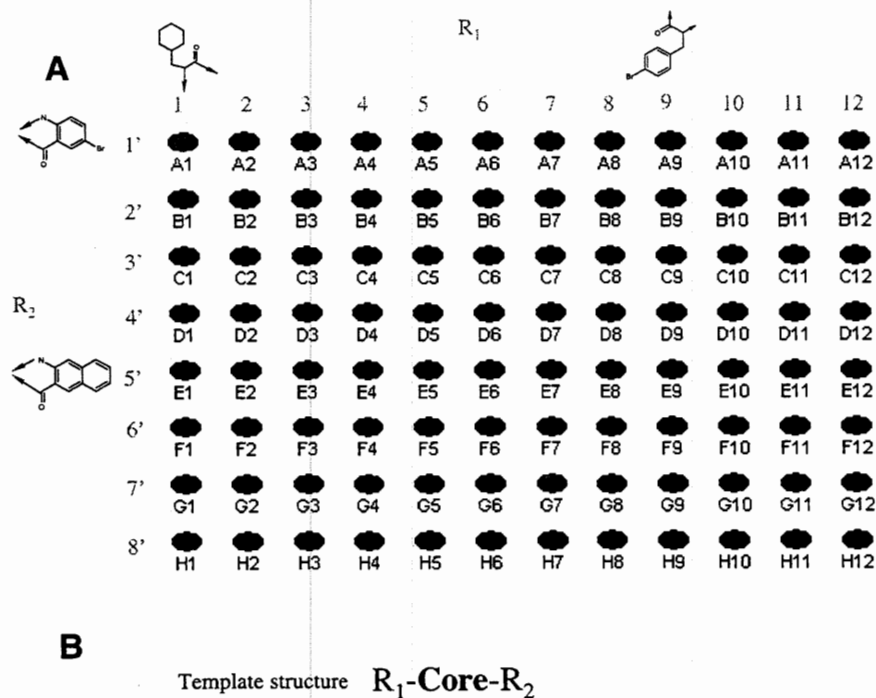 R₁
A
O
O
Br
1 2 3 4 5 6 7 8 9 10 11 12
N
Br
O
1'
A1 A2 A3 A4 A5 A6 A7 A8 A9 A10 A11 A12
2'
B1 B2 B3 B4 B5 B6 B7 B8 B9 B10 B11 B12
3'
C1 C2 C3 C4 C5 C6 C7 C8 C9 C10 C11 C12
R₂
4'
D1 D2 D3 D4 D5 D6 D7 D8 D9 D10 D11 D12
N
O
5'
E1 E2 E3 E4 E5 E6 E7 E8 E9 E10 E11 E12
6'
F1 F2 F3 F4 F5 F6 F7 F8 F9 F10 F11 F12
7'
G1 G2 G3 G4 G5 G6 G7 G8 G9 G10 G11 G12
8'
H1 H2 H3 H4 H5 H6 H7 H8 H9 H10 H11 H12
B
Template structure R₁-Core-R₂